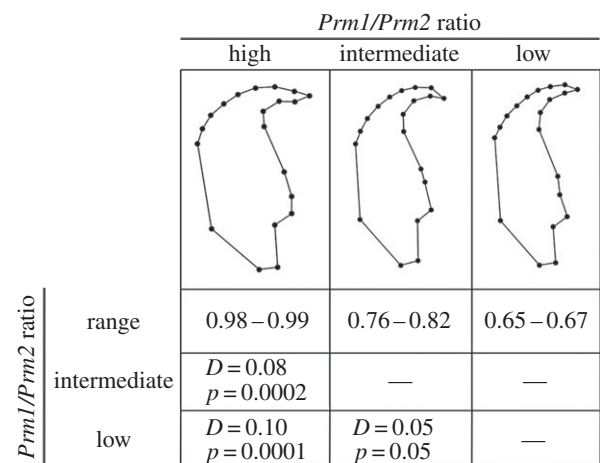 Prm1/Prm2 ratio
high intermediate low
Prm1/Prm2 ratio
range 0.98–0.99 0.76–0.82 0.65–0.67
intermediate D = 0.08 — —
p = 0.0002
low D = 0.10 D = 0.05 —
p = 0.0001 p = 0.05